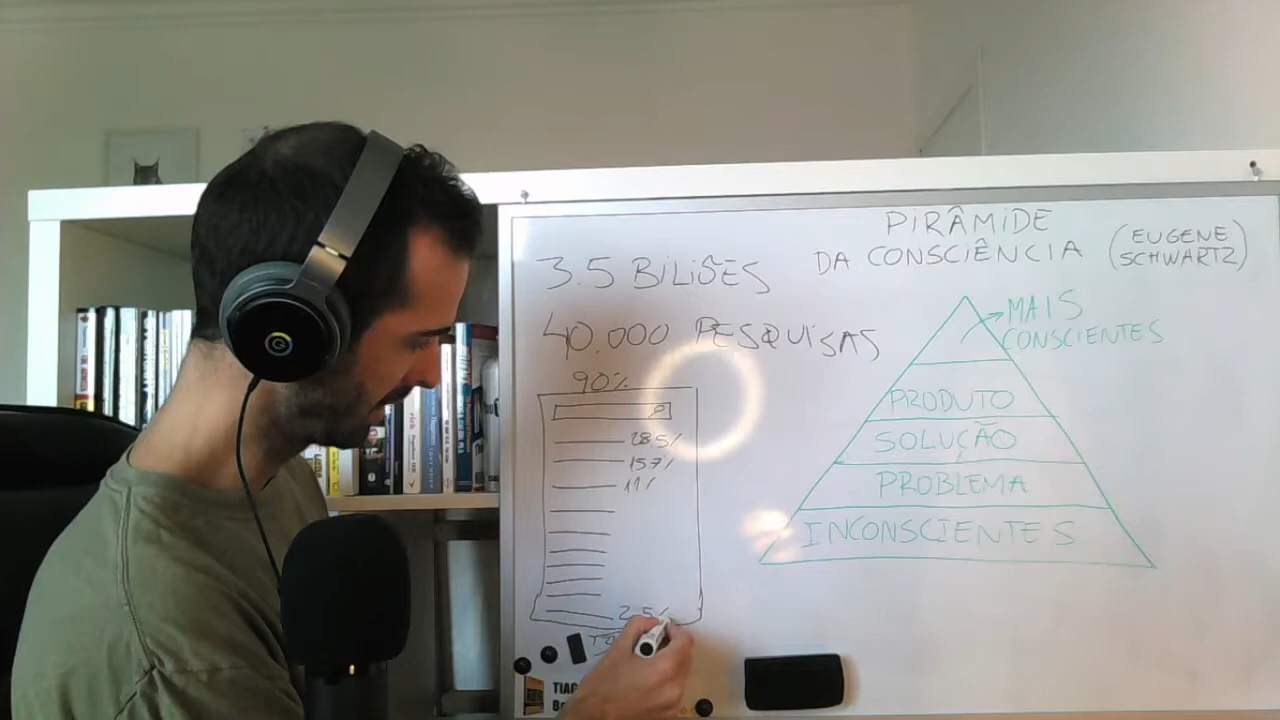 PIRÂMIDE
DA CONSCIÊNCIA
(EUGENE
SCHWARTZ)
3.5 BILIÕES
40.000 PESQUISAS
90%
28.5%
15.7%
11%
2.5%
MAIS
CONSCIENTES
PRODUTO
SOLUÇÃO
PROBLEMA
INCONSCIENTES